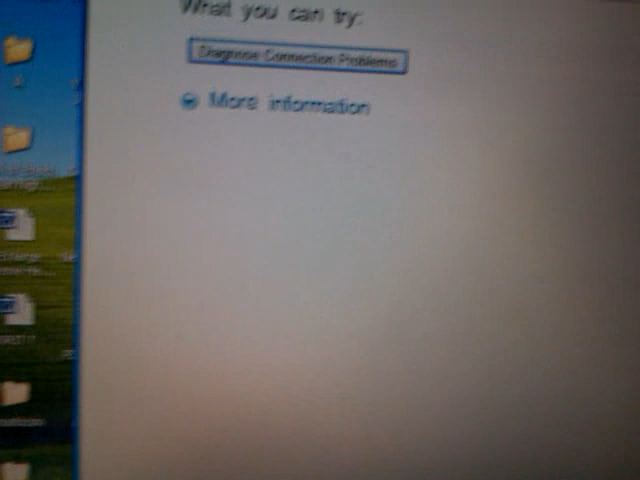 What you can try:
Diagnose Connection Problems
More information